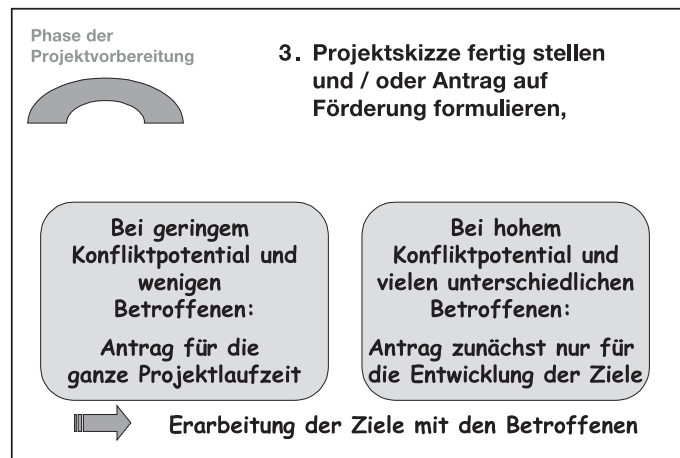 Phase der
Projektvorbereitung
3. Projektskizze fertig stellen
und / oder Antrag auf
Förderung formulieren,
Bei geringem
Konfliktpotential und
wenigen
Betroffenen:
Antrag für die
ganze Projektlaufzeit
Bei hohem
Konfliktpotential und
vielen unterschiedlichen
Betroffenen:
Antrag zunächst nur für
die Entwicklung der Ziele
Erarbeitung der Ziele mit den Betroffenen